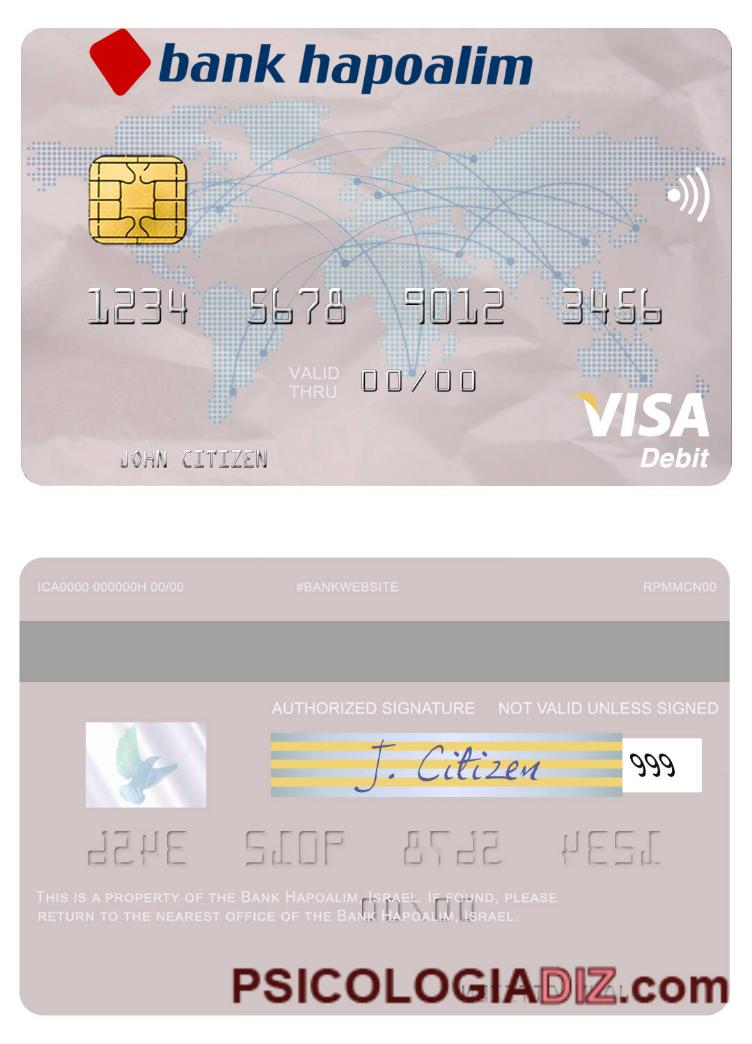 bank hapoalim
1234 5678 9012 3456
VALID THRU 00/00
VISA
Debit
JOHN CITIZEN
ICA0000 000000H 00/00 #BANKWEBSITE RPMMCN00
AUTHORIZED SIGNATURE NOT VALID UNLESS SIGNED
J. Citizen 999
THIS IS A PROPERTY OF THE BANK HAPOALIM, ISRAEL. IF FOUND, PLEASE
RETURN TO THE NEAREST OFFICE OF THE BANK HAPOALIM, ISRAEL.
PSICOLOGIADIZ.com